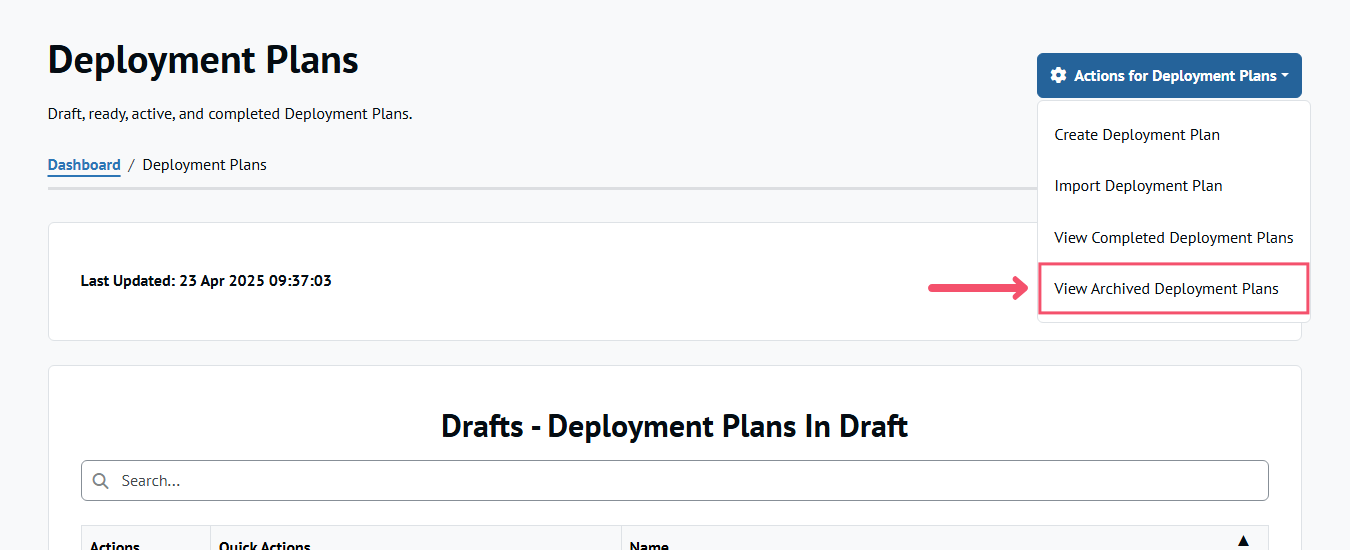 Deployment Plans
Actions for Deployment Plans
Draft, ready, active, and completed Deployment Plans.
Create Deployment Plan
Dashboard / Deployment Plans
Import Deployment Plan
View Completed Deployment Plans
Last Updated: 23 Apr 2025 09:37:03
View Archived Deployment Plans
Drafts - Deployment Plans In Draft
Search...
Actions
Quick Actions
Name